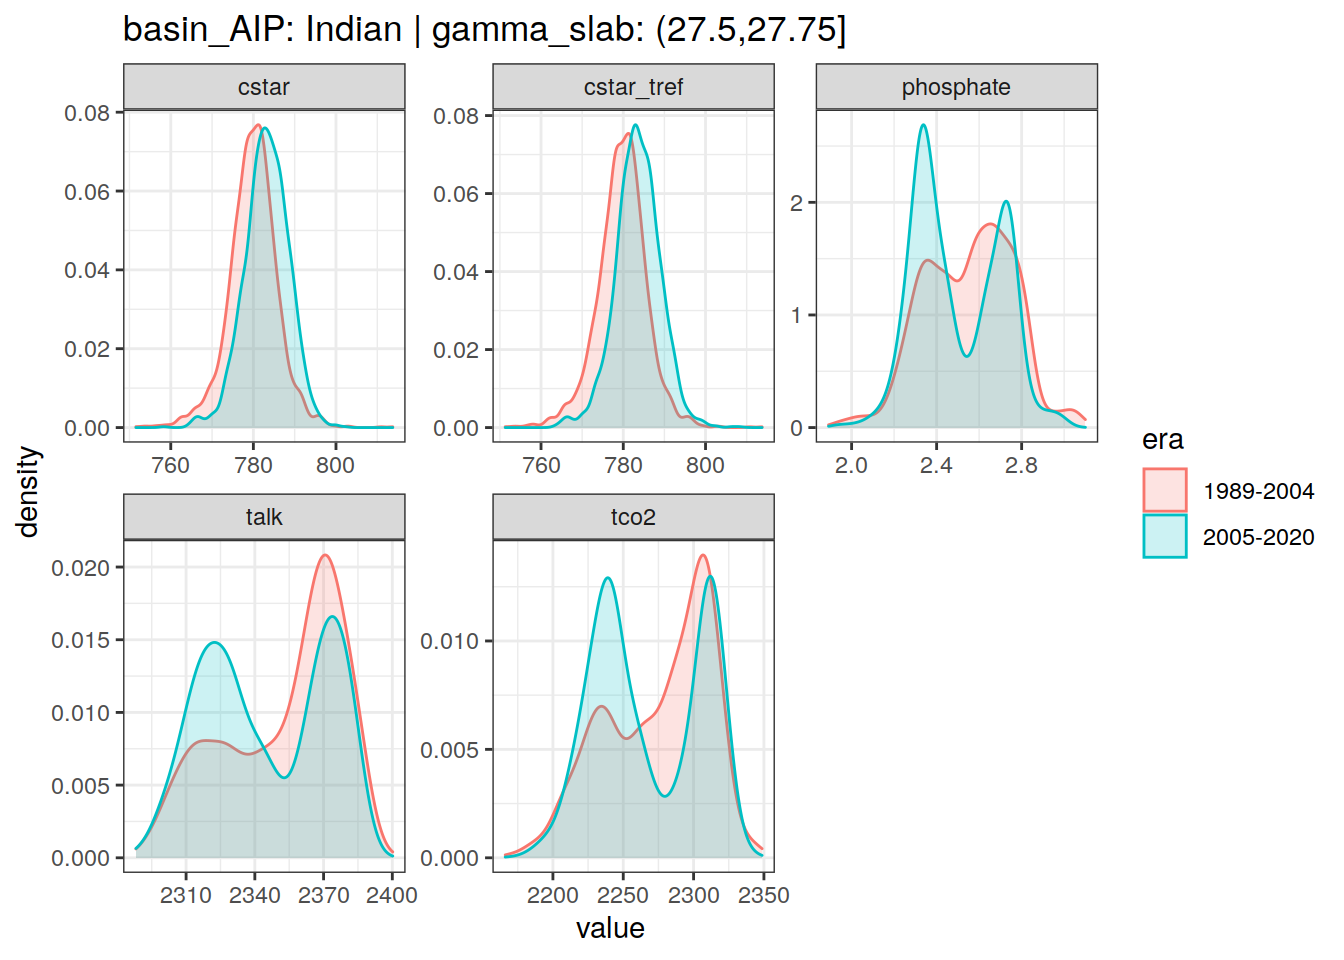 basin_AIP: Indian | gamma_slab: (27.5,27.75]
cstar
cstar_tref
phosphate
0.08
0.06
0.04
0.02
0.00
760 780 800
0.08
0.06
0.04
0.02
0.00
760 780 800
2
1
0
2.0 2.4 2.8
talk
tco2
0.020
0.015
0.010
0.005
0.000
2310 2340 2370 2400
0.010
0.005
0.000
2200 2250 2300 2350
density
value
era
1989-2004
2005-2020